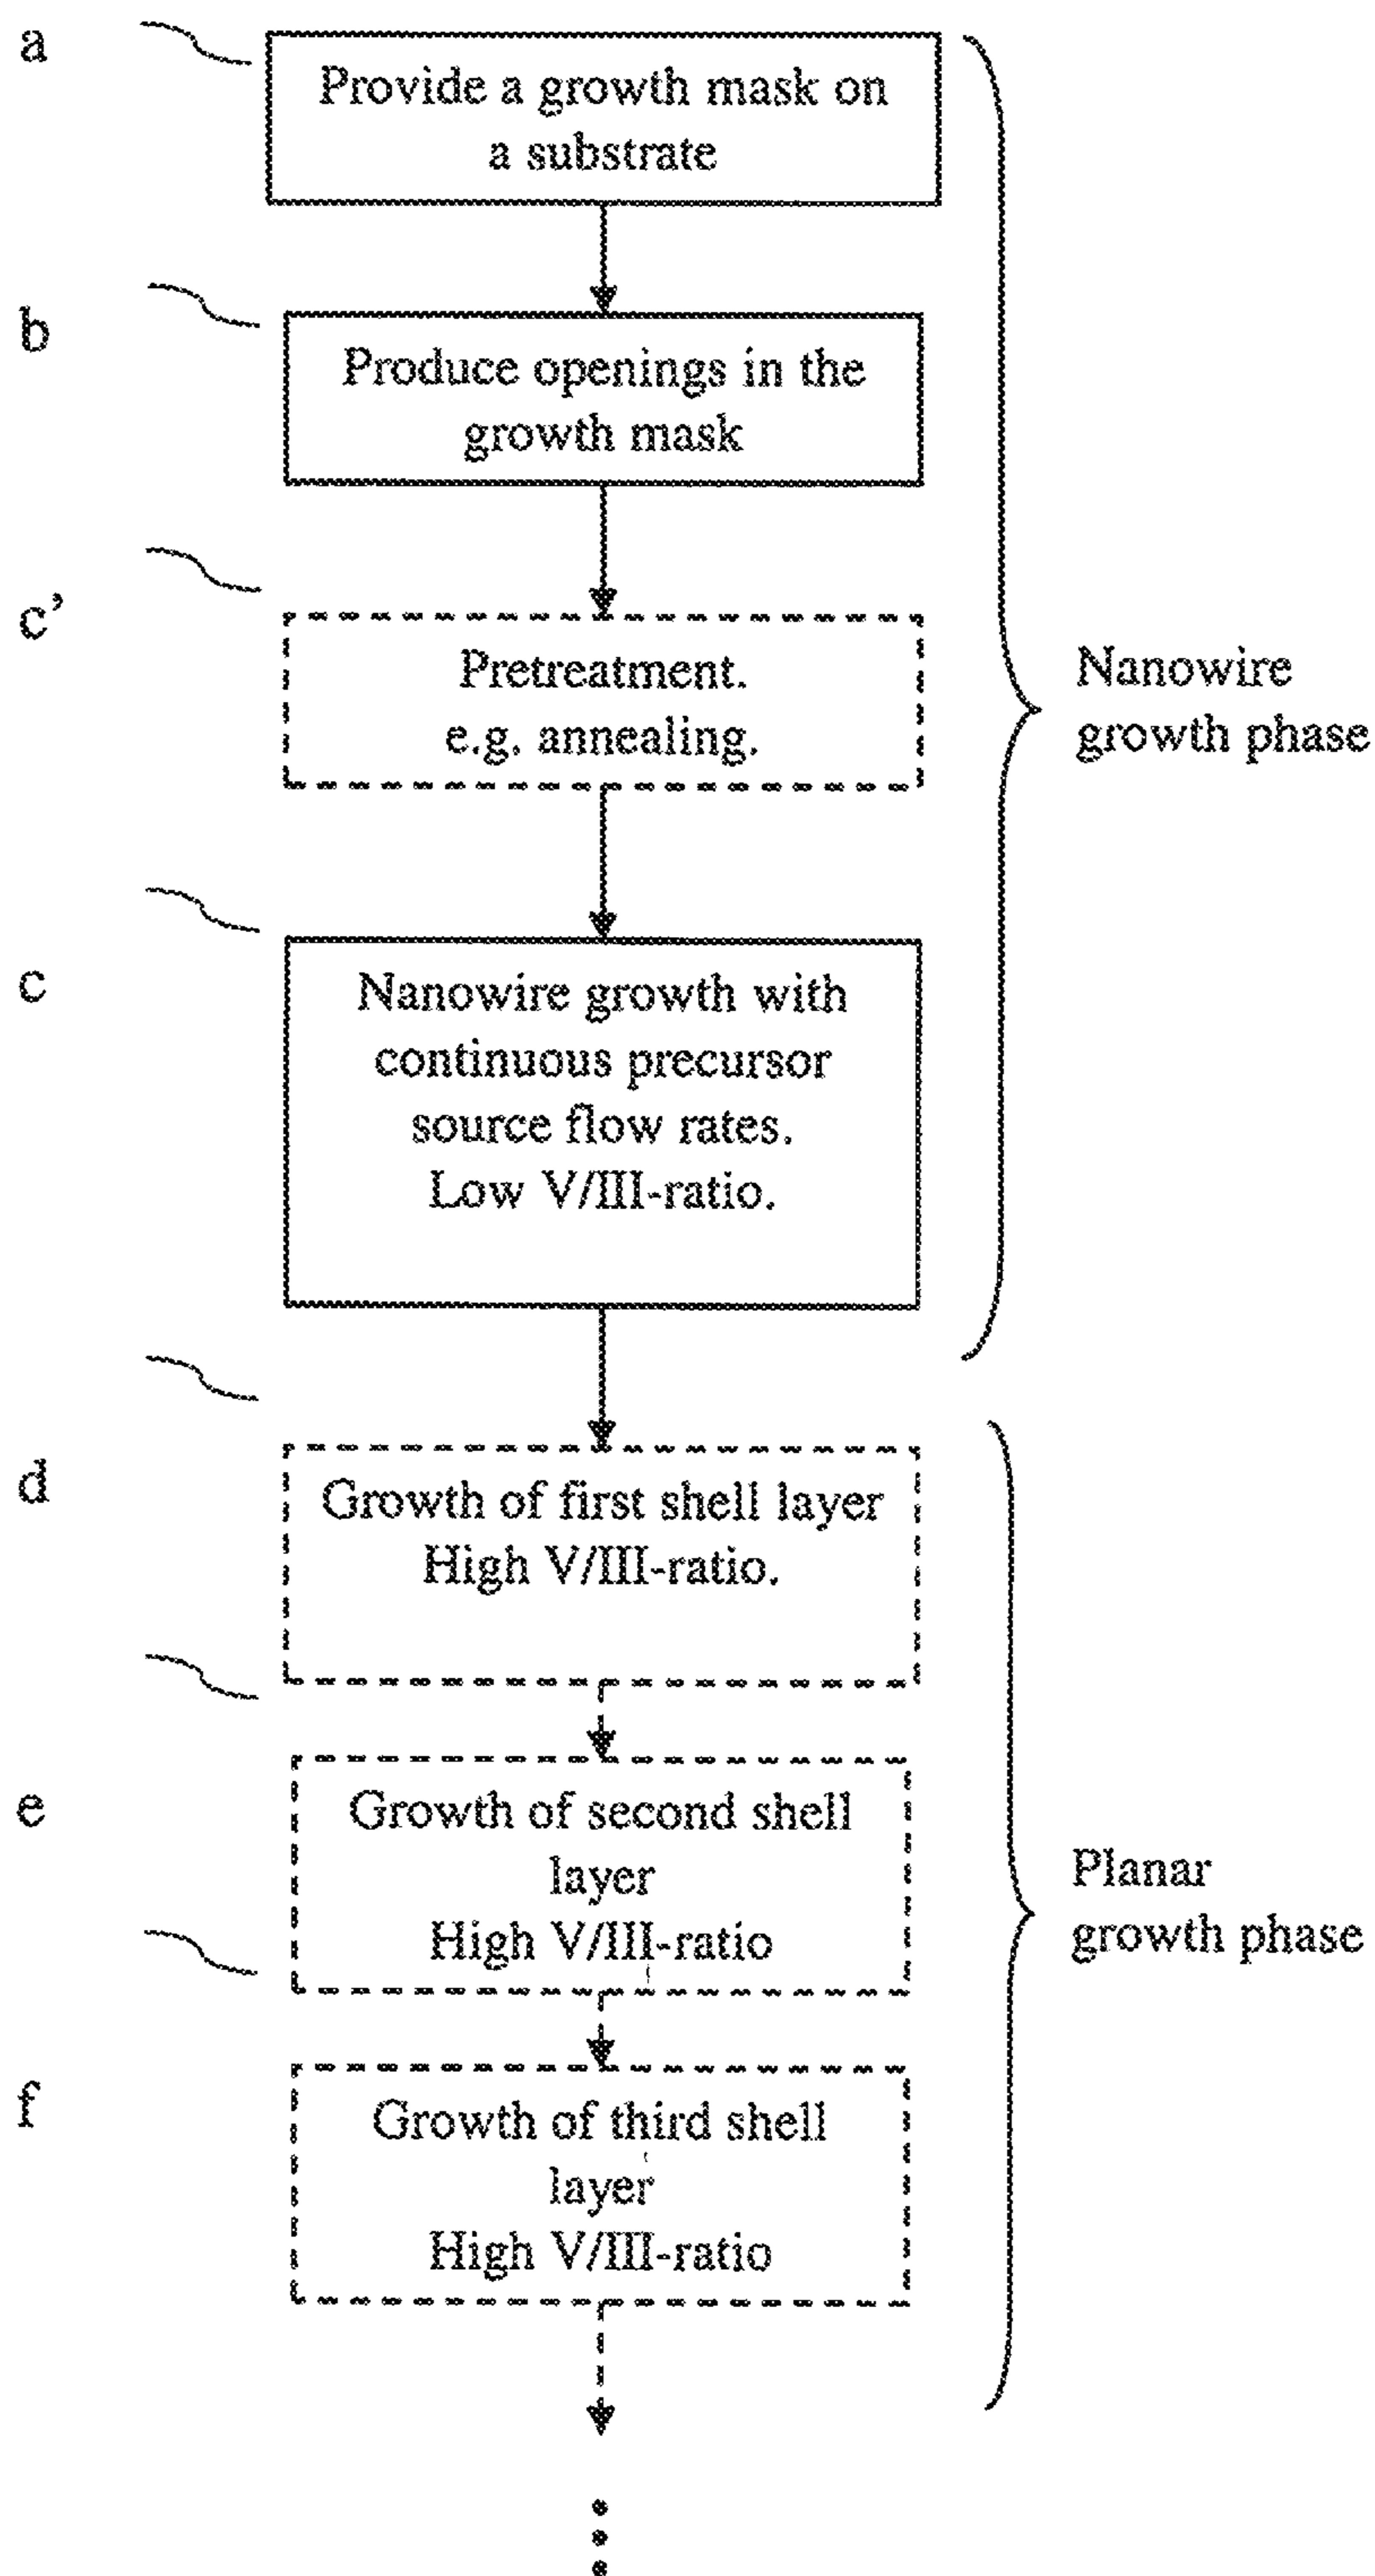 a
Provide a growth mask on
a substrate
b
Produce openings in the
growth mask
c’
Pretreatment.
e.g. annealing.
Nanowire
growth phase
c
Nanowire growth with
continuous precursor
source flow rates.
Low V/III-ratio.
d
Growth of first shell layer
High V/III-ratio.
e
Growth of second shell
layer
High V/III-ratio
Planar
growth phase
f
Growth of third shell
layer
High V/III-ratio